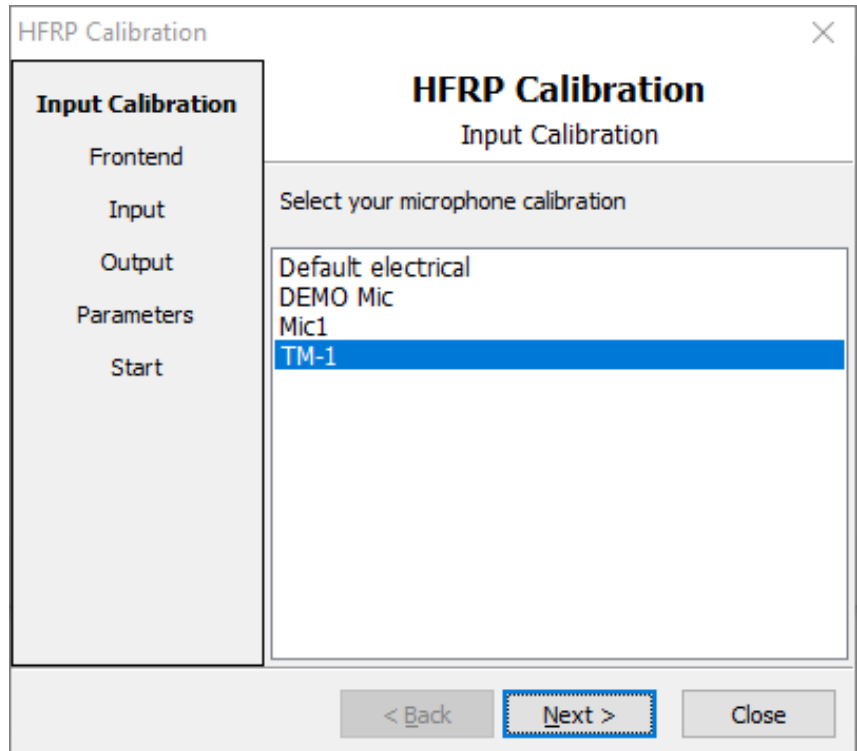 HFRP Calibration
Input Calibration
Frontend
Input
Output
Parameters
Start
HFRP Calibration
Input Calibration
Select your microphone calibration
Default electrical
DEMO Mic
Mic1
TM-1
< Back
Next >
Close